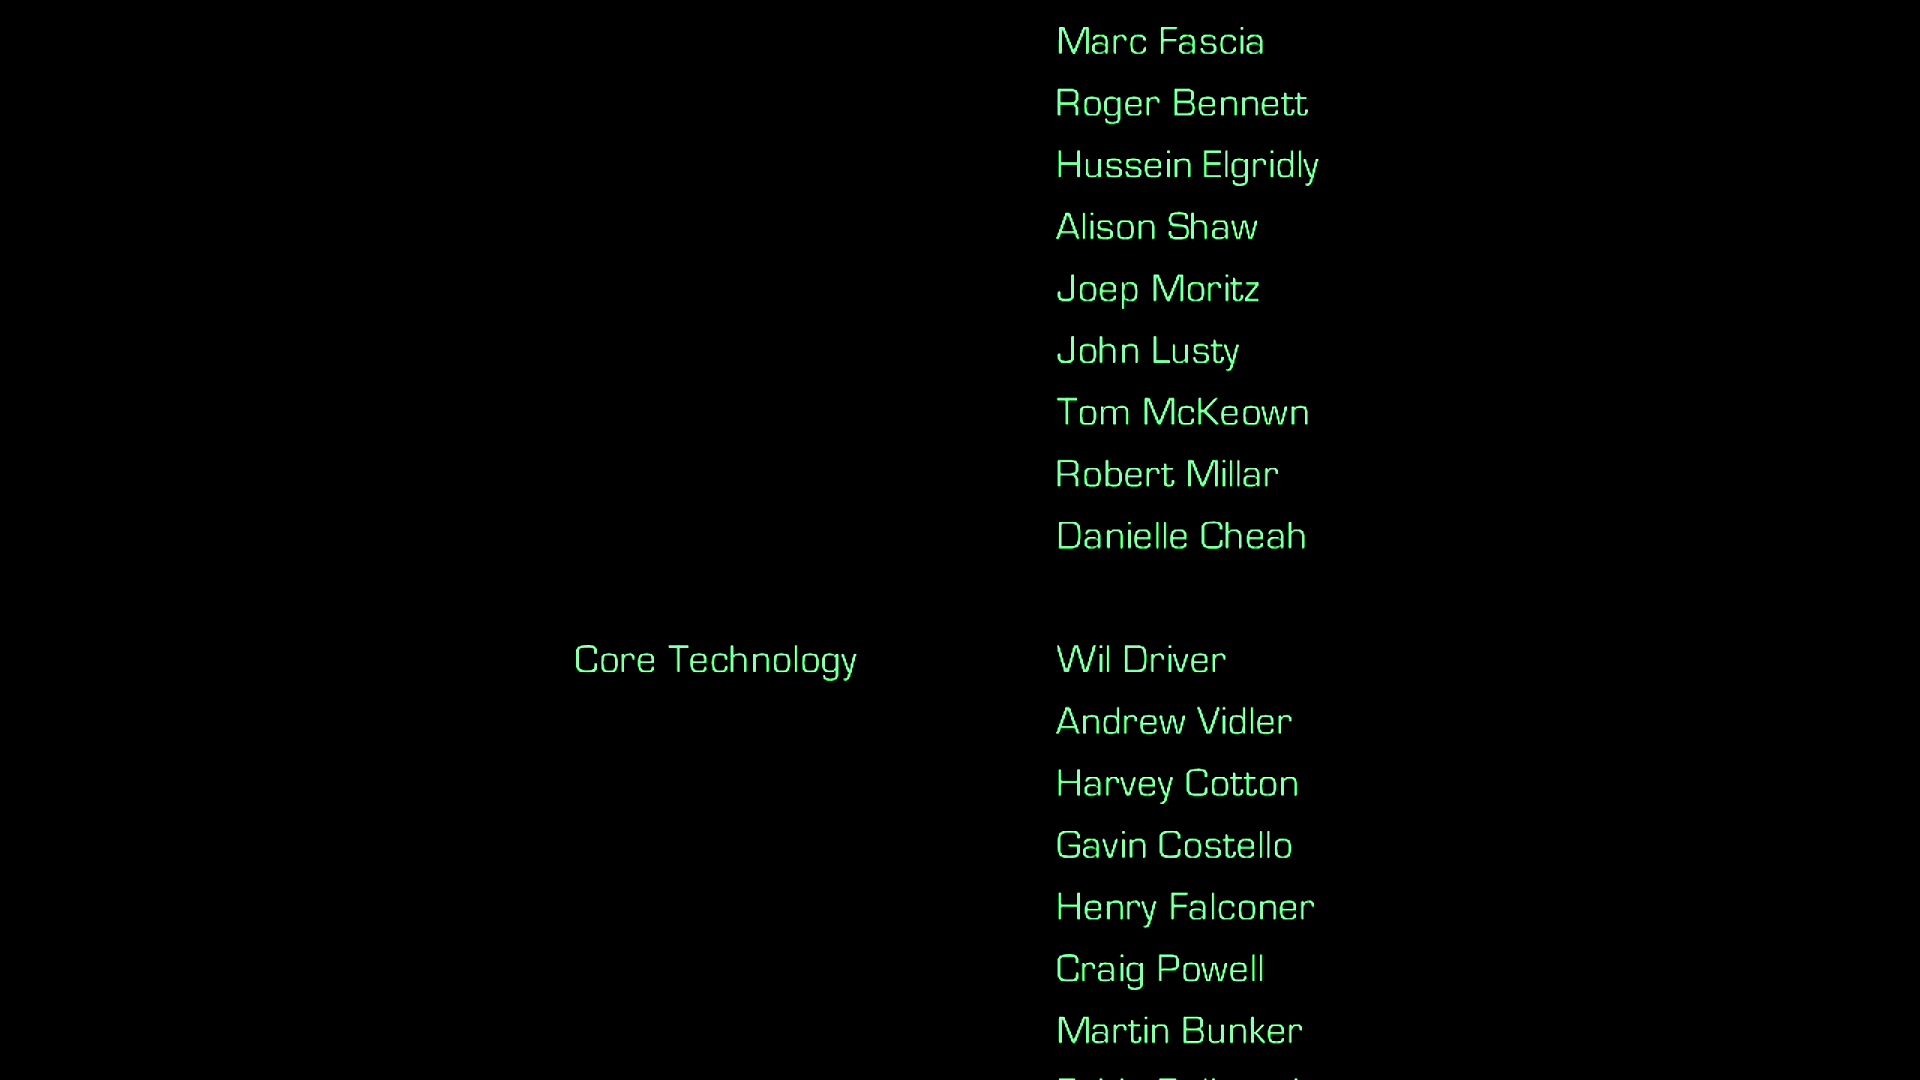 Marc Fascia
Roger Bennett
Hussein Elgridly
Alison Shaw
Joep Moritz
John Lusty
Tom McKeown
Robert Millar
Danielle Cheah
Core Technology Wil Driver
Andrew Vidler
Harvey Cotton
Gavin Costello
Henry Falconer
Craig Powell
Martin Bunker